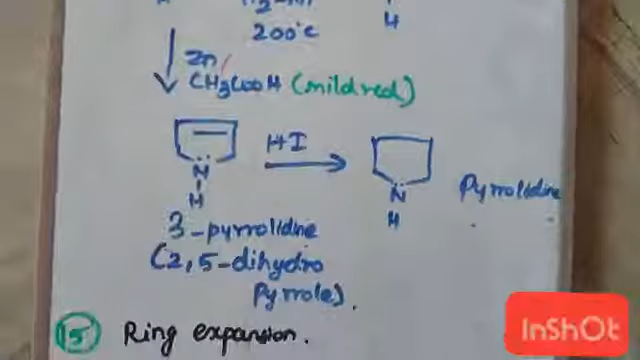 200°C
H
Zn/
CH3COOH (mild red)
HI
N
H
N
H
Pyrrolidine
3-pyrrolidine
(2,5-dihydro
Pyrrole).
15 Ring expansion.
InShOt